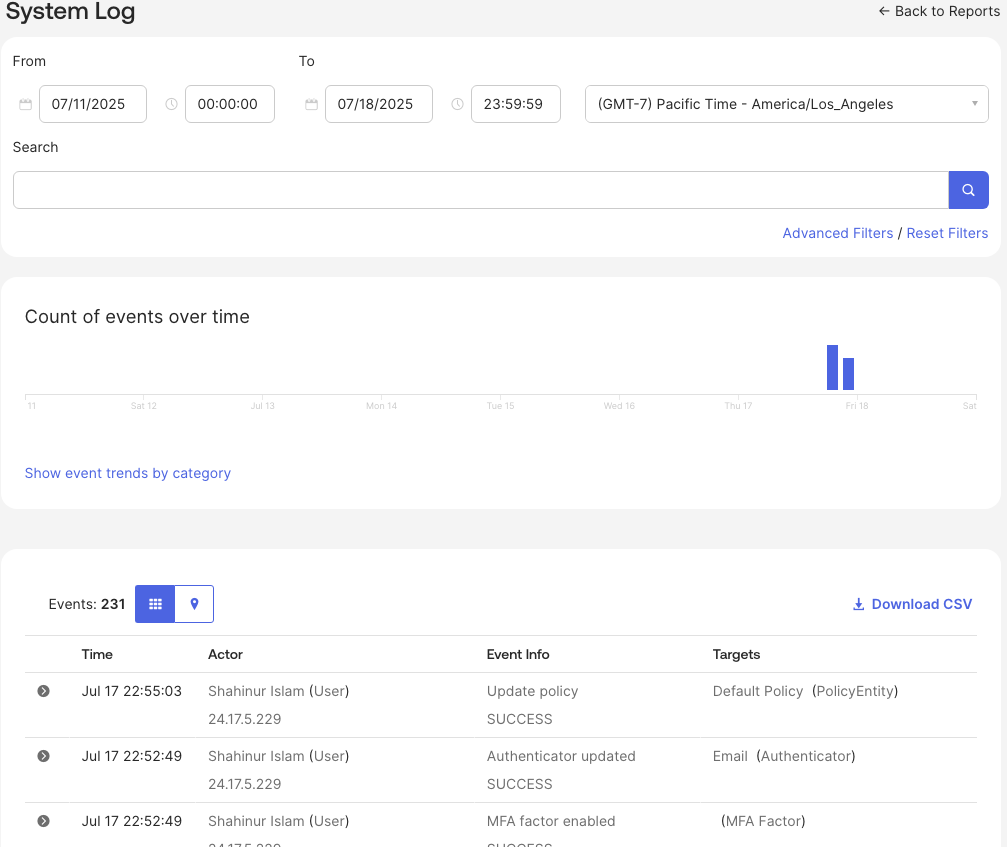 System Log
← Back to Reports
From To
07/11/2025 00:00:00 07/18/2025 23:59:59 (GMT-7) Pacific Time - America/Los_Angeles
Search
Advanced Filters / Reset Filters
Count of events over time
11 Sat 12 Jul 13 Mon 14 Tue 15 Wed 16 Thu 17 Fri 18 Sat
Show event trends by category
Events: 231 Download CSV
Time Actor Event Info Targets
Jul 17 22:55:03 Shahinur Islam (User) Update policy Default Policy (PolicyEntity)
24.17.5.229 SUCCESS
Jul 17 22:52:49 Shahinur Islam (User) Authenticator updated Email (Authenticator)
24.17.5.229 SUCCESS
Jul 17 22:52:49 Shahinur Islam (User) MFA factor enabled (MFA Factor)
24.17.5.229 SUCCESS